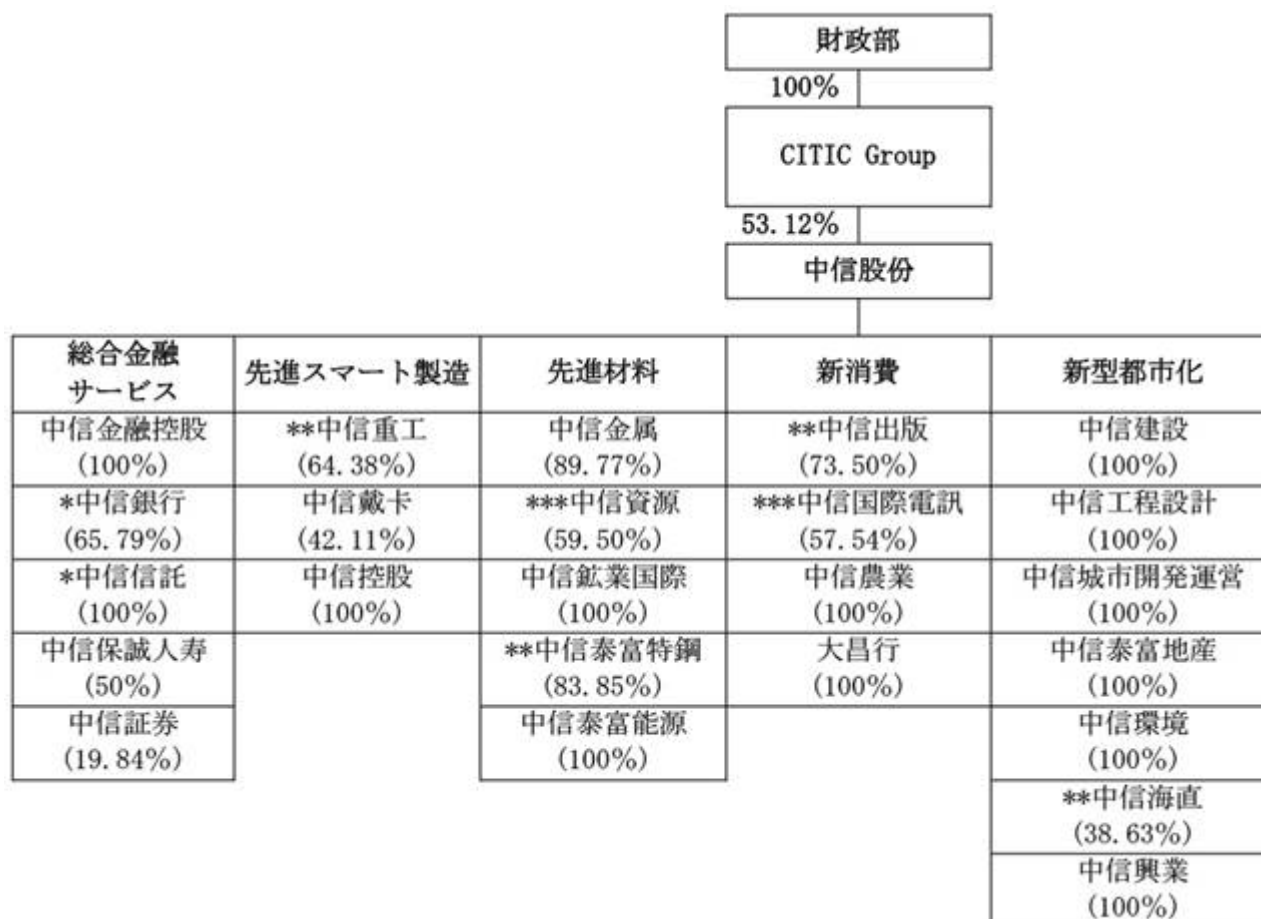 財政部
100%
CITIC Group
53.12%
中信股份
総合金融
サービス
先進スマート製造
先進材料
新消費
新型都市化
中信金融控股
(100%)
**中信重工
(64.38%)
中信金属
(89.77%)
**中信出版
(73.50%)
中信建設
(100%)
*中信銀行
(65.79%)
中信戴卡
(42.11%)
***中信資源
(59.50%)
***中信国際電訊
(57.54%)
中信工程設計
(100%)
*中信信託
(100%)
中信控股
(100%)
中信鉱業国際
(100%)
中信農業
(100%)
中信城市開発運営
(100%)
中信保誠人寿
(50%)
**中信泰富特鋼
(83.85%)
大昌行
(100%)
中信泰富地産
(100%)
中信証券
(19.84%)
中信泰富能源
(100%)
中信環境
(100%)
**中信海直
(38.63%)
中信興業
(100%)